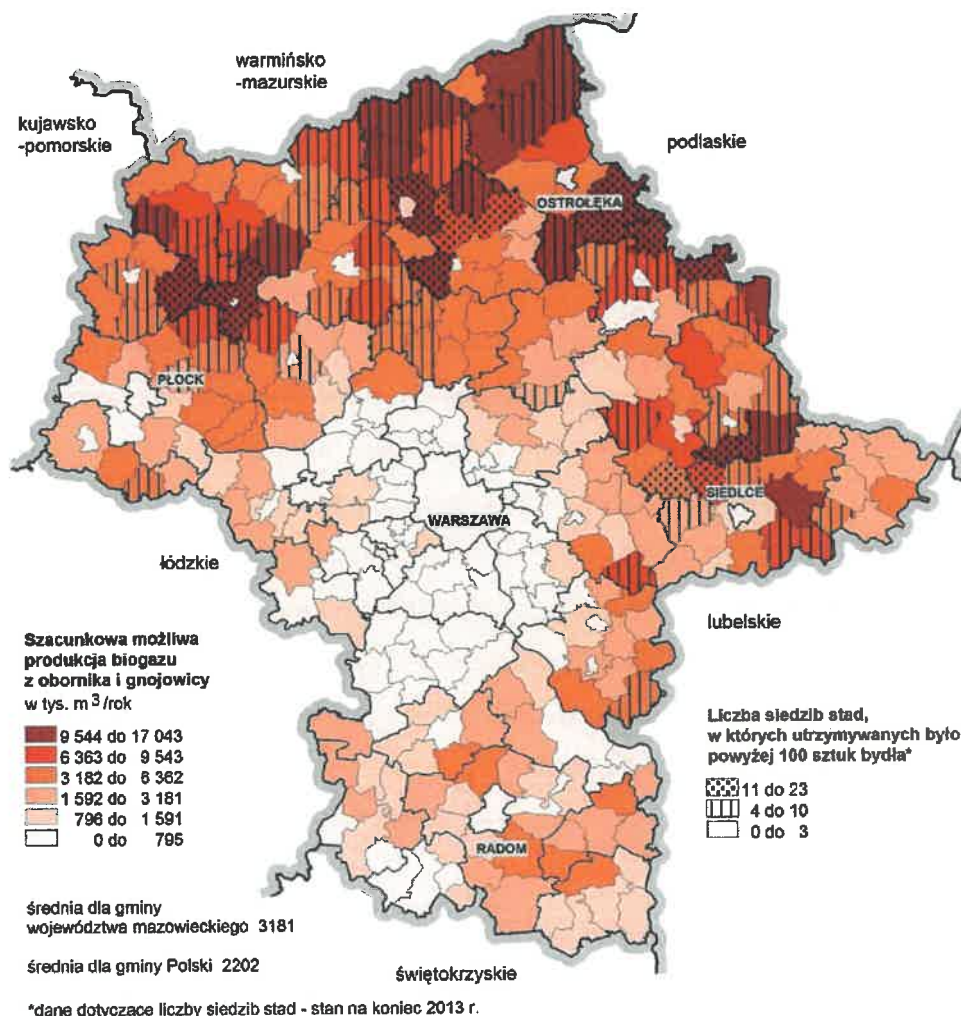 warmińsko
-mazurskie
kujawsko
-pomorskie
podlaskie
OSTROŁĘKA
PŁOCK
SIEDLCE
WARSZAWA
łódzkie
lubelskie
Szacunkowa możliwa
produkcja biogazu
z obornika i gnojowicy
w tys. m³/rok
9 544 do 17 043
6 363 do 9 543
3 182 do 6 362
1 592 do 3 181
796 do 1 591
0 do 795
Liczba siedzib stad,
w których utrzymywanych było
powyżej 100 sztuk bydła*
11 do 23
4 do 10
0 do 3
RADOM
średnia dla gminy
województwa mazowieckiego 3181
średnia dla gminy Polski 2202
świętokrzyskie
*dane dotyczące liczby siedzib stad - stan na koniec 2013 r.